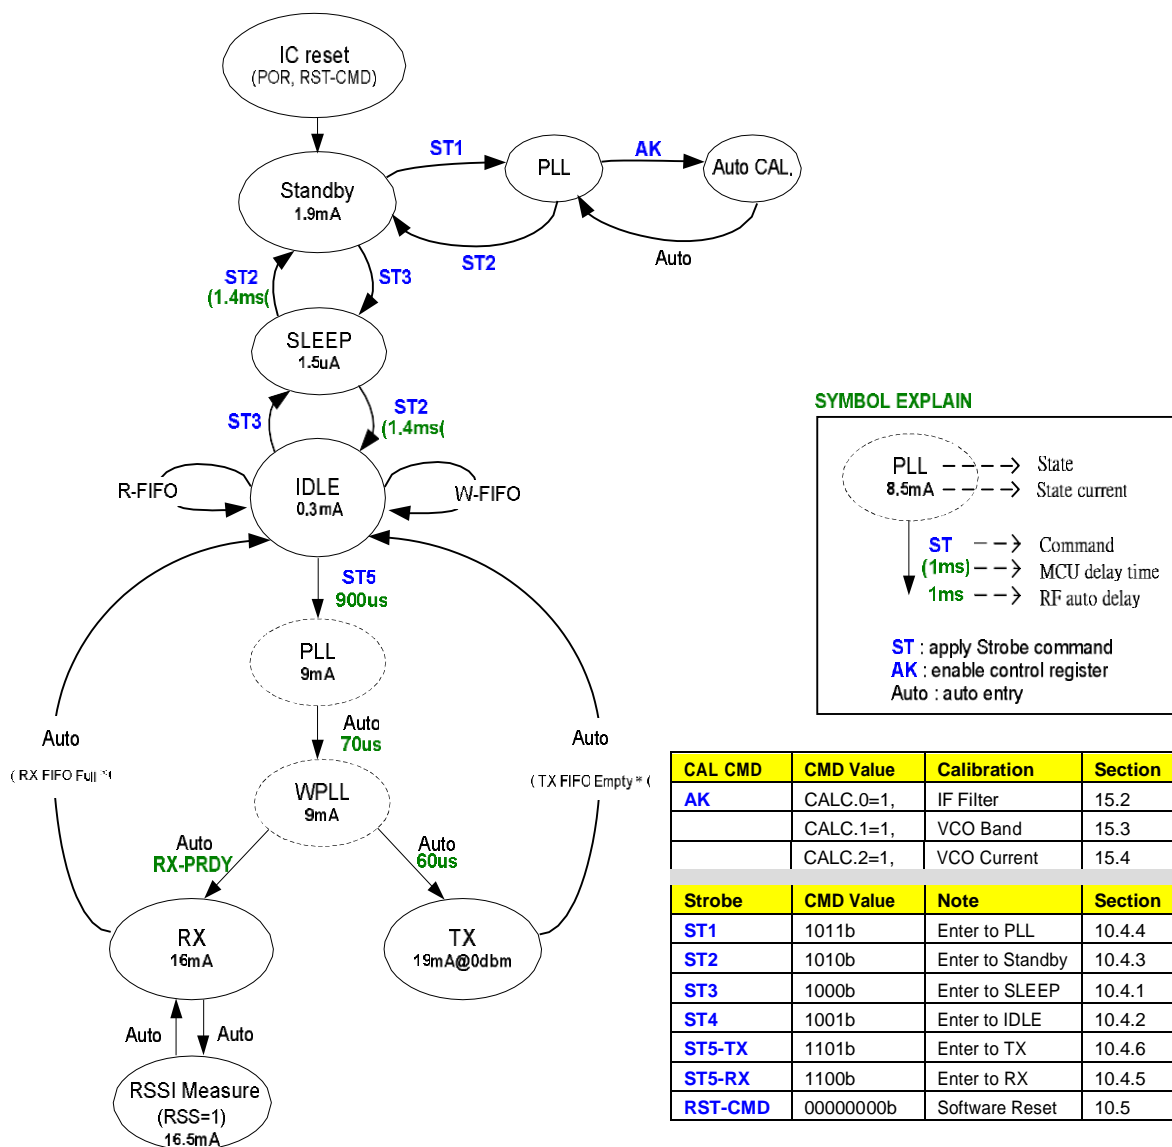 IC reset
(POR, RST-CMD)
ST1
AK
Standby
1.9mA
PLL
Auto CAL.
ST2
Auto
ST2
(1.4ms(
ST3
SLEEP
1.5uA
ST3
ST2
(1.4ms(
R-FIFO
IDLE
0.3mA
W-FIFO
ST5
900us
PLL
9mA
Auto
70us
Auto
( RX FIFO Full *(
Auto
( TX FIFO Empty * (
WPLL
9mA
Auto
RX-PRDY
Auto
60us
RX
16mA
TX
19mA@0dbm
Auto
Auto
RSSI Measure
(RSS=1)
16.5mA
SYMBOL EXPLAIN
PLL State
8.5mA State current
ST Command
(1ms) MCU delay time
1ms RF auto delay
ST : apply Strobe command
AK : enable control register
Auto : auto entry
CAL CMD CMD Value Calibration Section
AK CALC.0=1, IF Filter 15.2
CALC.1=1, VCO Band 15.3
CALC.2=1, VCO Current 15.4
Strobe CMD Value Note Section
ST1 1011b Enter to PLL 10.4.4
ST2 1010b Enter to Standby 10.4.3
ST3 1000b Enter to SLEEP 10.4.1
ST4 1001b Enter to IDLE 10.4.2
ST5-TX 1101b Enter to TX 10.4.6
ST5-RX 1100b Enter to RX 10.4.5
RST-CMD 00000000b Software Reset 10.5